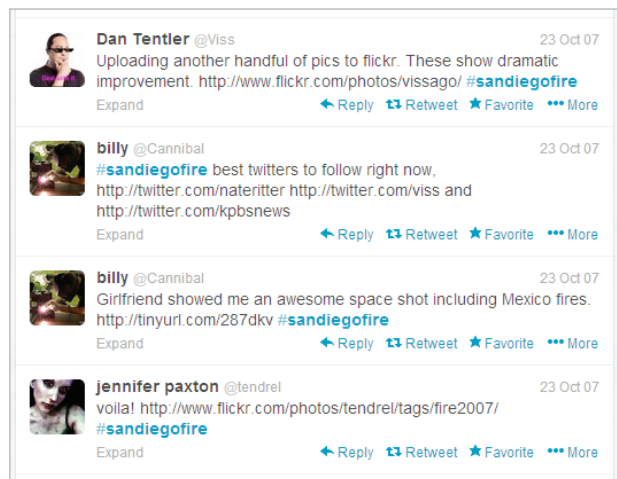 Dan Tentler @Viss 23 Oct 07
Uploading another handful of pics to flickr. These show dramatic
improvement. http://www.flickr.com/photos/vissago/ #sandiegofire
Expand Reply Retweet Favorite More
billy @Cannibal 23 Oct 07
#sandiegofire best twitters to follow right now,
http://twitter.com/nateritter http://twitter.com/viss and
http://twitter.com/kpbsnews
Expand Reply Retweet Favorite More
billy @Cannibal 23 Oct 07
Girlfriend showed me an awesome space shot including Mexico fires.
http://tinyurl.com/287dkv #sandiegofire
Expand Reply Retweet Favorite More
jennifer paxton @tendrel 23 Oct 07
voila! http://www.flickr.com/photos/tendrel/tags/fire2007/
#sandiegofire
Expand Reply Retweet Favorite More